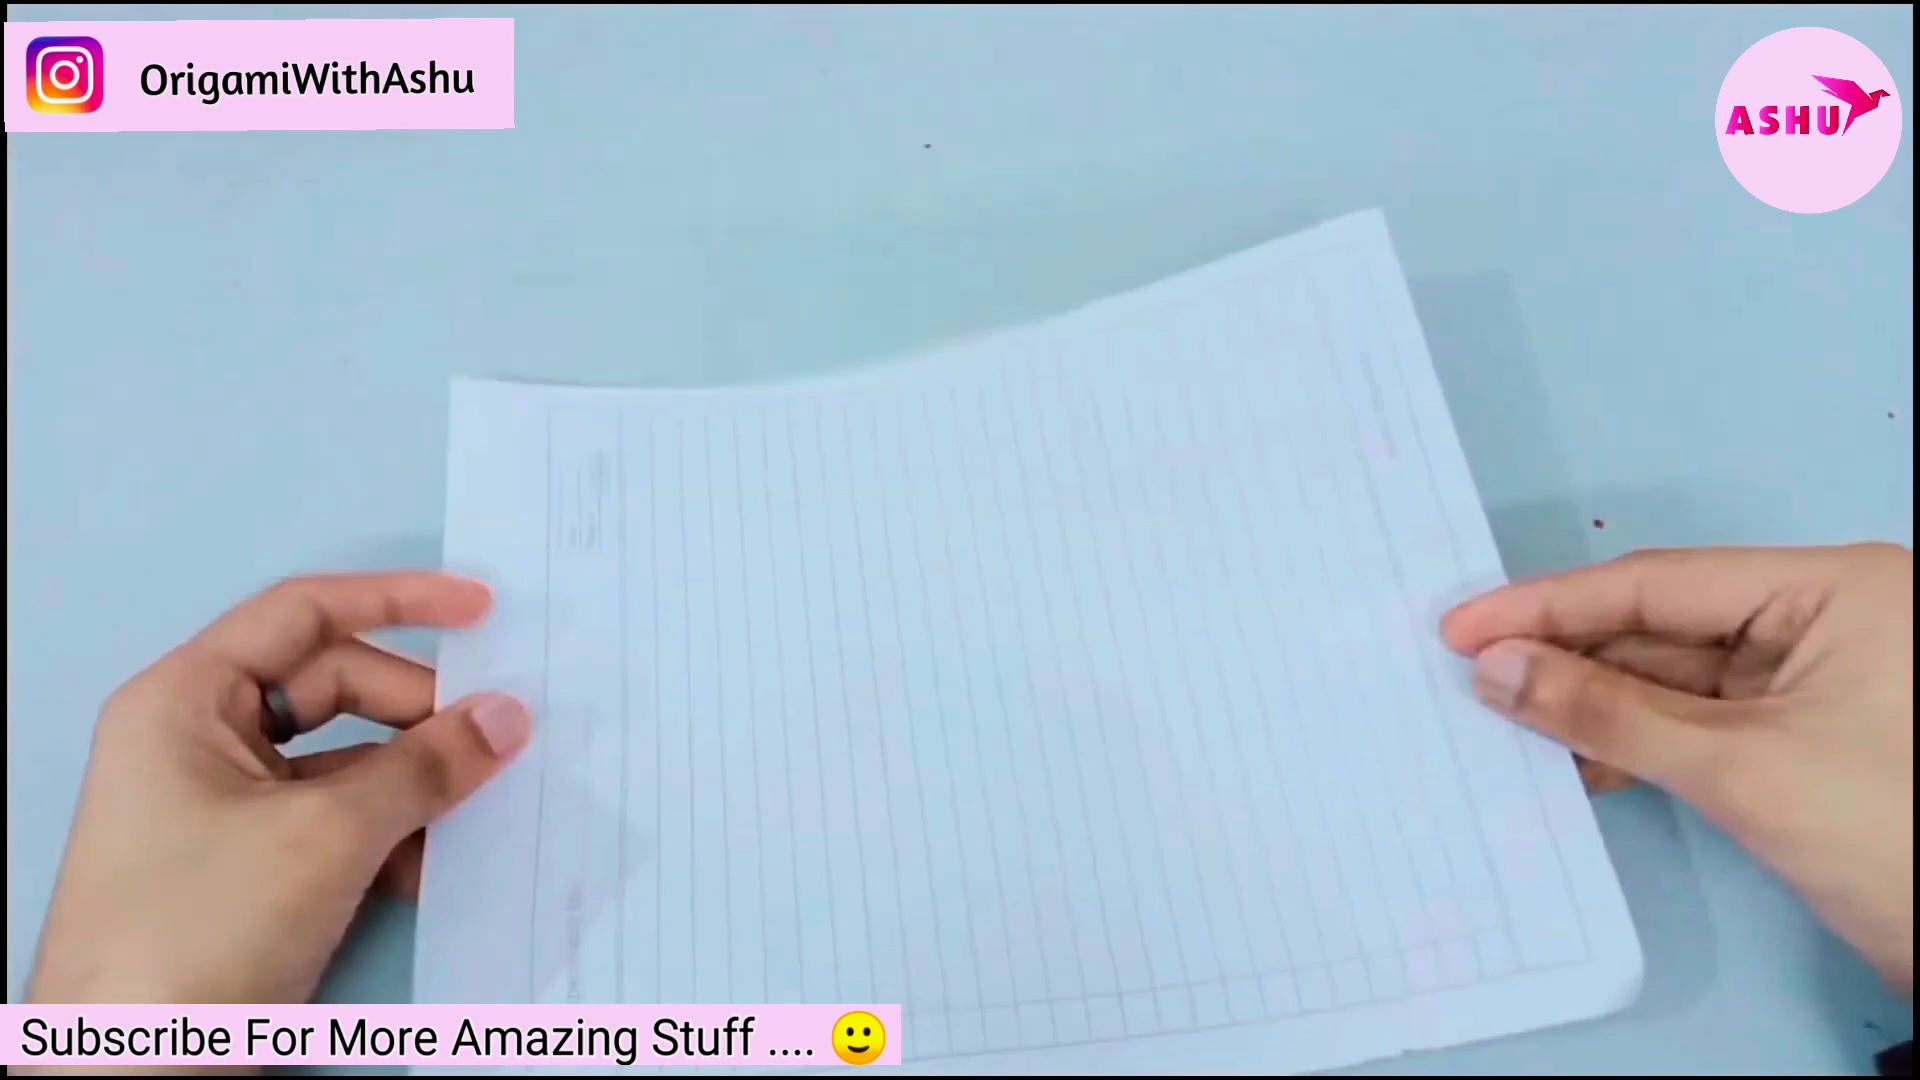 OrigamiWithAshu
ASHU
Subscribe For More Amazing Stuff .... 🙂